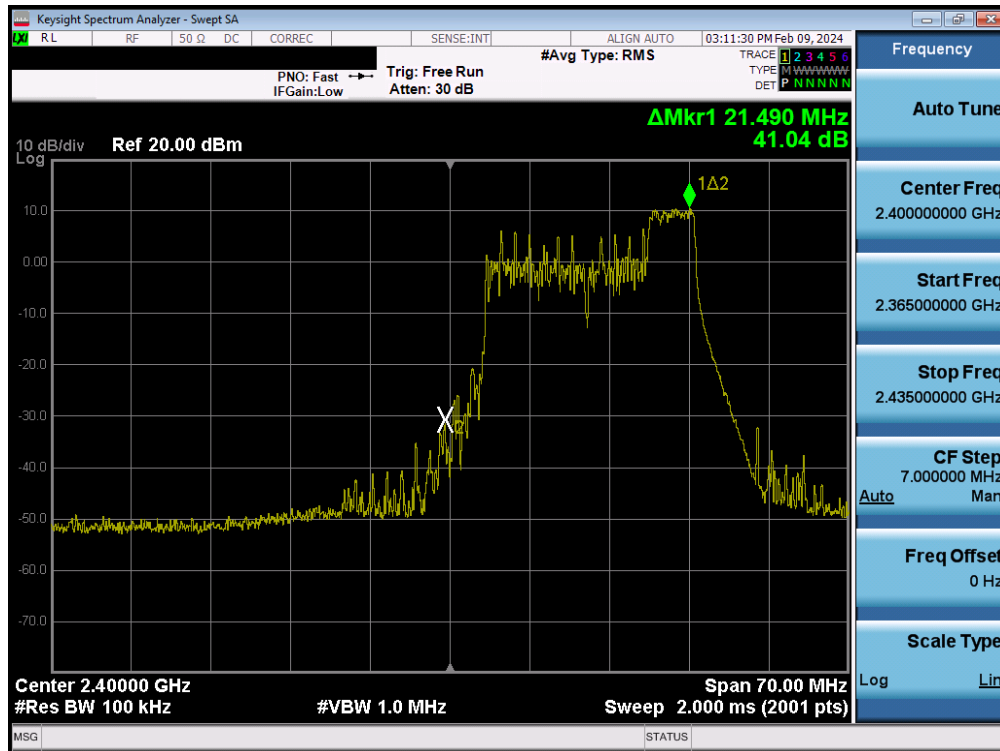 Keysight Spectrum Analyzer - Swept SA
LXI RL RF 50 Ω DC CORREC SENSE:INT ALIGN AUTO 03:11:30 PM Feb 09, 2024
Frequency
#Avg Type: RMS
TRACE 1 2 3 4 5 6
PNO: Fast
Trig: Free Run
TYPE M WWWWW
IFGain:Low
Atten: 30 dB
DET P N N N N N
Auto Tune
ΔMkr1 21.490 MHz
41.04 dB
10 dB/div
Ref 20.00 dBm
Log
1Δ2
Center Freq
2.400000000 GHz
10.0
0.00
-10.0
-20.0
-30.0
-40.0
-50.0
-60.0
-70.0
X2
Start Freq
2.365000000 GHz
Stop Freq
2.435000000 GHz
CF Step
7.000000 MHz
Auto Man
Freq Offset
0 Hz
Scale Type
Log Lin
Center 2.40000 GHz
Span 70.00 MHz
#Res BW 100 kHz
#VBW 1.0 MHz
Sweep 2.000 ms (2001 pts)
MSG
STATUS